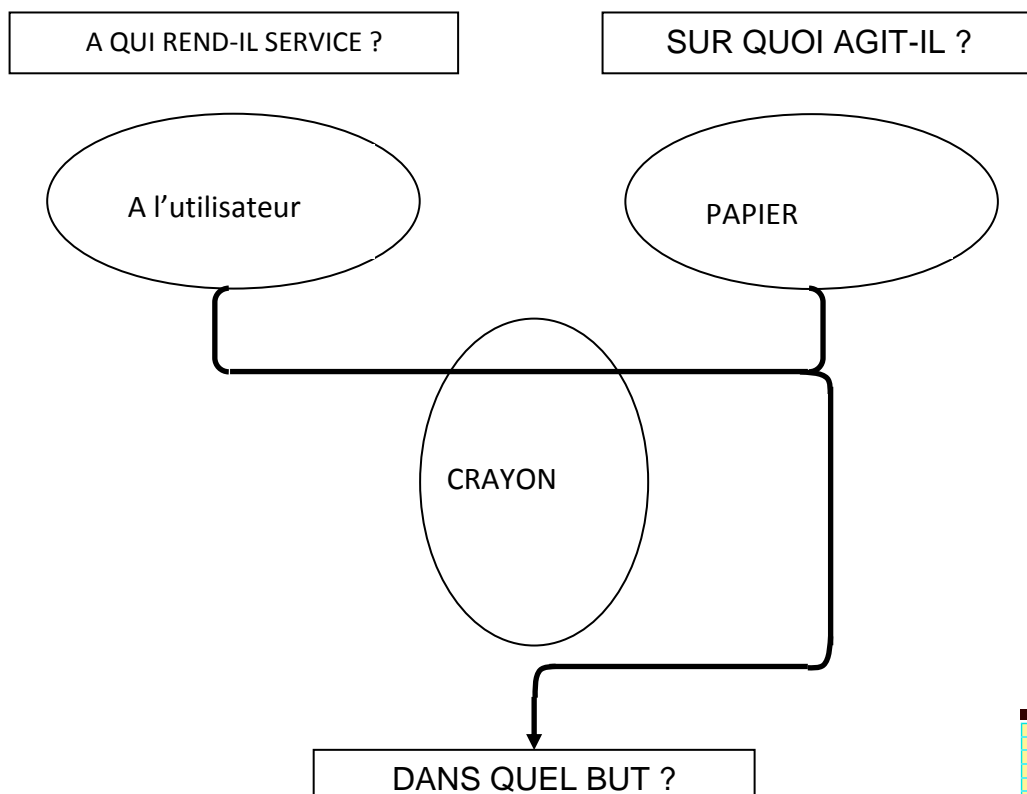 A QUI REND-IL SERVICE ?
SUR QUOI AGIT-IL ?
A l’utilisateur
PAPIER
CRAYON
DANS QUEL BUT ?